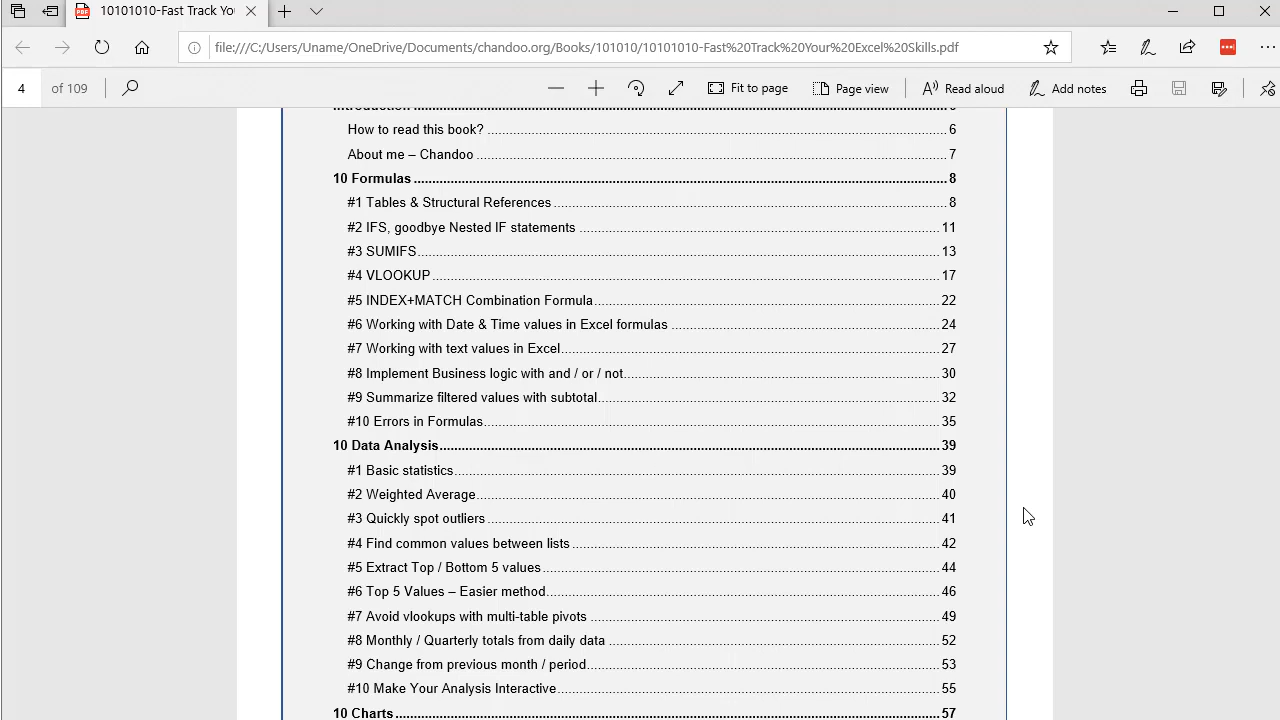 10101010-Fast Track Yo
file:///C:/Users/Uname/OneDrive/Documents/chandoo.org/Books/101010/10101010-Fast%20Track%20Your%20Excel%20Skills.pdf
4 of 109 Fit to page Page view Read aloud Add notes
How to read this book? 6
About me – Chandoo 7
10 Formulas 8
#1 Tables & Structural References 8
#2 IFS, goodbye Nested IF statements 11
#3 SUMIFS 13
#4 VLOOKUP 17
#5 INDEX+MATCH Combination Formula 22
#6 Working with Date & Time values in Excel formulas 24
#7 Working with text values in Excel 27
#8 Implement Business logic with and / or / not 30
#9 Summarize filtered values with subtotal 32
#10 Errors in Formulas 35
10 Data Analysis 39
#1 Basic statistics 39
#2 Weighted Average 40
#3 Quickly spot outliers 41
#4 Find common values between lists 42
#5 Extract Top / Bottom 5 values 44
#6 Top 5 Values – Easier method 46
#7 Avoid vlookups with multi-table pivots 49
#8 Monthly / Quarterly totals from daily data 52
#9 Change from previous month / period 53
#10 Make Your Analysis Interactive 55
10 Charts 57